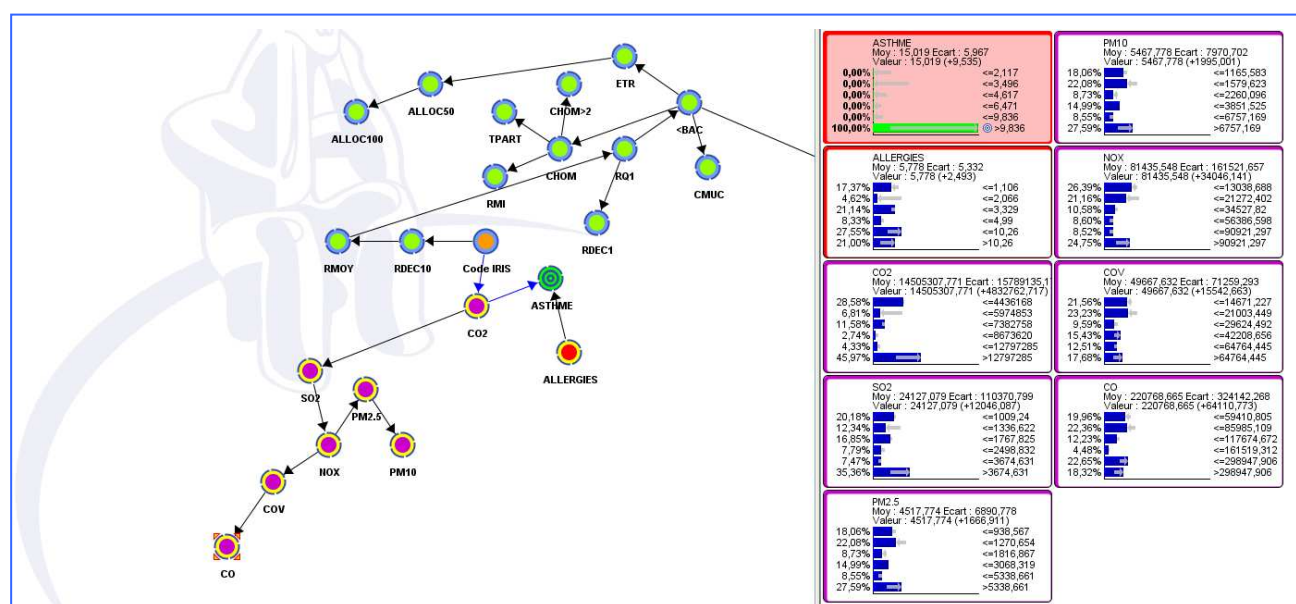 ETR
ALLOC50
CHOM>2
ALLOC100
TPART
<BAC
CHOM
RQ1
CMUC
RMI
RDEC1
RMOY
RDEC10
Code IRIS
ASTHME
CO2
ALLERGIES
SO2
PM2.5
NOX
PM10
COV
CO
ASTHME
Moy : 15,019 Ecart : 5,967
Valeur : 15,019 (+9,535)
0,00% <=2,117
0,00% <=3,496
0,00% <=4,617
0,00% <=6,471
0,00% <=9,836
100,00% >9,836
PM10
Moy : 5467,778 Ecart : 7970,702
Valeur : 5467,778 (+1995,001)
18,06% <=1165,583
22,08% <=1579,623
8,73% <=2260,096
14,99% <=3851,525
8,55% <=6757,169
27,59% >6757,169
ALLERGIES
Moy : 5,778 Ecart : 5,332
Valeur : 5,778 (+2,493)
17,37% <=1,106
4,62% <=2,066
21,14% <=3,329
8,33% <=4,99
27,55% <=10,26
21,00% >10,26
NOX
Moy : 81435,548 Ecart : 161521,657
Valeur : 81435,548 (+34046,141)
26,39% <=13038,688
21,16% <=21272,402
10,58% <=34527,82
8,60% <=56386,598
8,52% <=90921,297
24,75% >90921,297
CO2
Moy : 14505307,771 Ecart : 15789135,1
Valeur : 14505307,771 (+4832762,717)
28,58% <=4436168
6,81% <=5974853
11,58% <=7382758
2,74% <=8673620
4,33% <=12797285
45,97% >12797285
COV
Moy : 49667,632 Ecart : 71259,293
Valeur : 49667,632 (+15542,663)
21,56% <=14671,227
23,23% <=21003,449
9,59% <=29624,492
15,43% <=42208,656
12,51% <=64764,445
17,68% >64764,445
SO2
Moy : 24127,079 Ecart : 110370,799
Valeur : 24127,079 (+12046,087)
20,18% <=1009,24
12,34% <=1336,622
16,85% <=1767,825
7,79% <=2498,832
7,47% <=3674,631
35,36% >3674,631
CO
Moy : 220768,665 Ecart : 324142,268
Valeur : 220768,665 (+64110,773)
19,96% <=59410,805
22,36% <=85985,109
12,23% <=117674,672
4,48% <=161519,312
22,65% <=298947,906
18,32% >298947,906
PM2.5
Moy : 4517,774 Ecart : 6890,778
Valeur : 4517,774 (+1666,911)
18,06% <=938,567
22,08% <=1270,654
8,73% <=1816,867
14,99% <=3068,319
8,55% <=5338,661
27,59% >5338,661